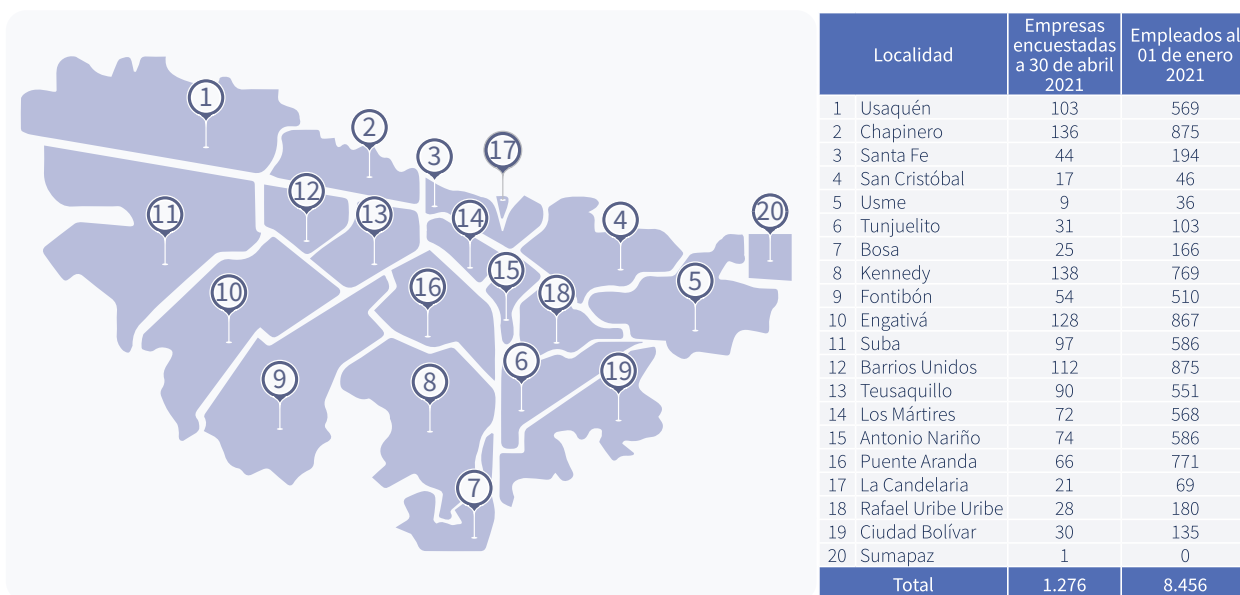 1
2
3
17
12
13
14
11
4
20
15
5
10
16
18
6
19
9
8
7
Localidad
Empresas
encuestadas
a 30 de abril
2021
Empleados al
01 de enero
2021
1 Usaquén 103 569
2 Chapinero 136 875
3 Santa Fe 44 194
4 San Cristóbal 17 46
5 Usme 9 36
6 Tunjuelito 31 103
7 Bosa 25 166
8 Kennedy 138 769
9 Fontibón 54 510
10 Engativá 128 867
11 Suba 97 586
12 Barrios Unidos 112 875
13 Teusaquillo 90 551
14 Los Mártires 72 568
15 Antonio Nariño 74 586
16 Puente Aranda 66 771
17 La Candelaria 21 69
18 Rafael Uribe Uribe 28 180
19 Ciudad Bolívar 30 135
20 Sumapaz 1 0
Total 1.276 8.456